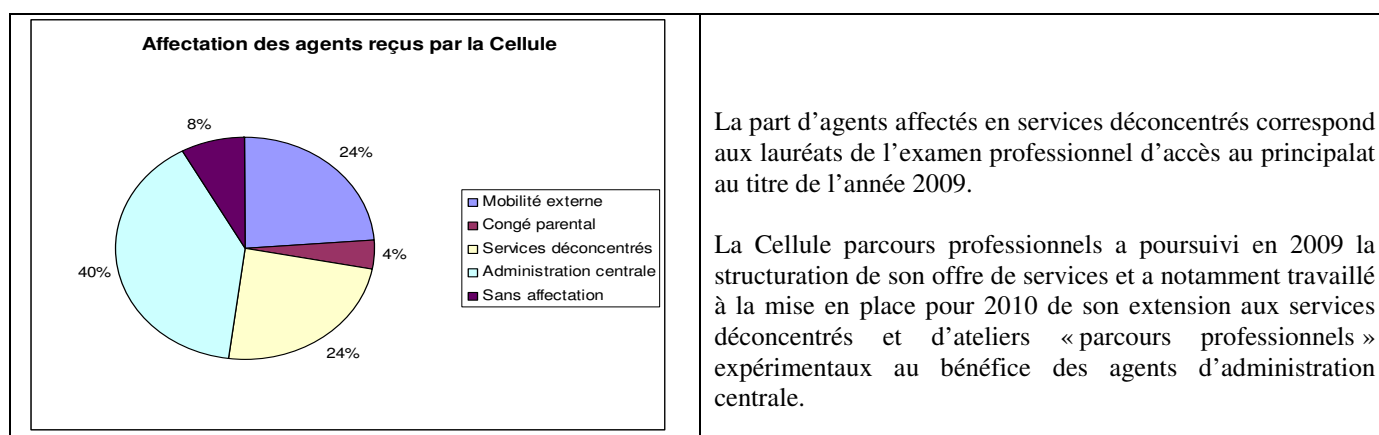 Affectation des agents reçus par la Cellule
8%
24%
4%
40%
24%
Mobilité externe
Congé parental
Services déconcentrés
Administration centrale
Sans affectation
La part d'agents affectés en services déconcentrés correspond
aux lauréats de l'examen professionnel d'accès au principalat
au titre de l'année 2009.
La Cellule parcours professionnels a poursuivi en 2009 la
structuration de son offre de services et a notamment travaillé
à la mise en place pour 2010 de son extension aux services
déconcentrés et d'ateliers « parcours professionnels »
expérimentaux au bénéfice des agents d'administration
centrale.